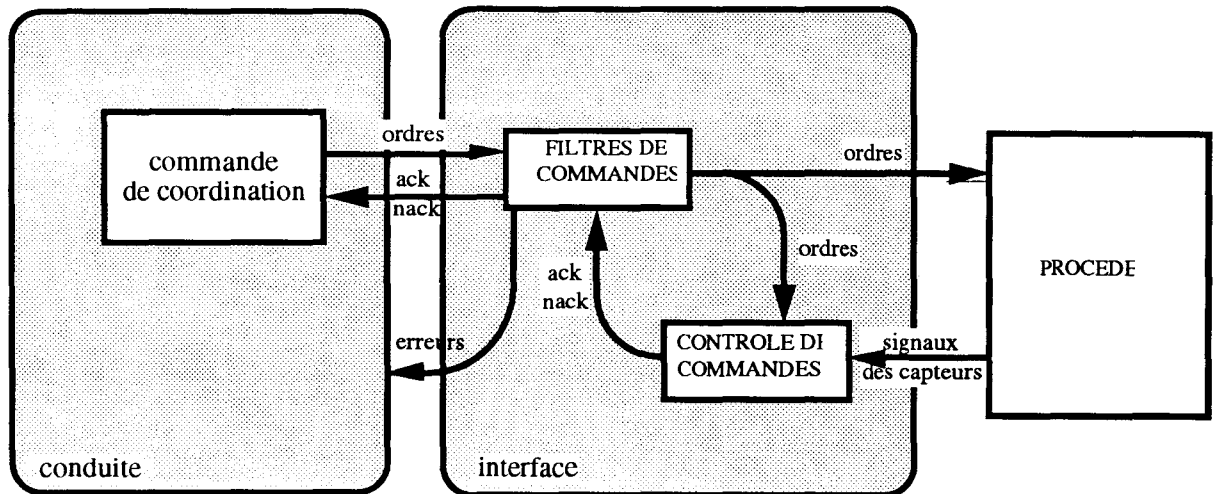 commande
de coordination
ordres
ack
nack
FILTRES DE
COMMANDES
ordres
ordres
ack
nack
PROCEDE
erreurs
CONTROLE DE
COMMANDES
signaux
des capteurs
conduite
interface